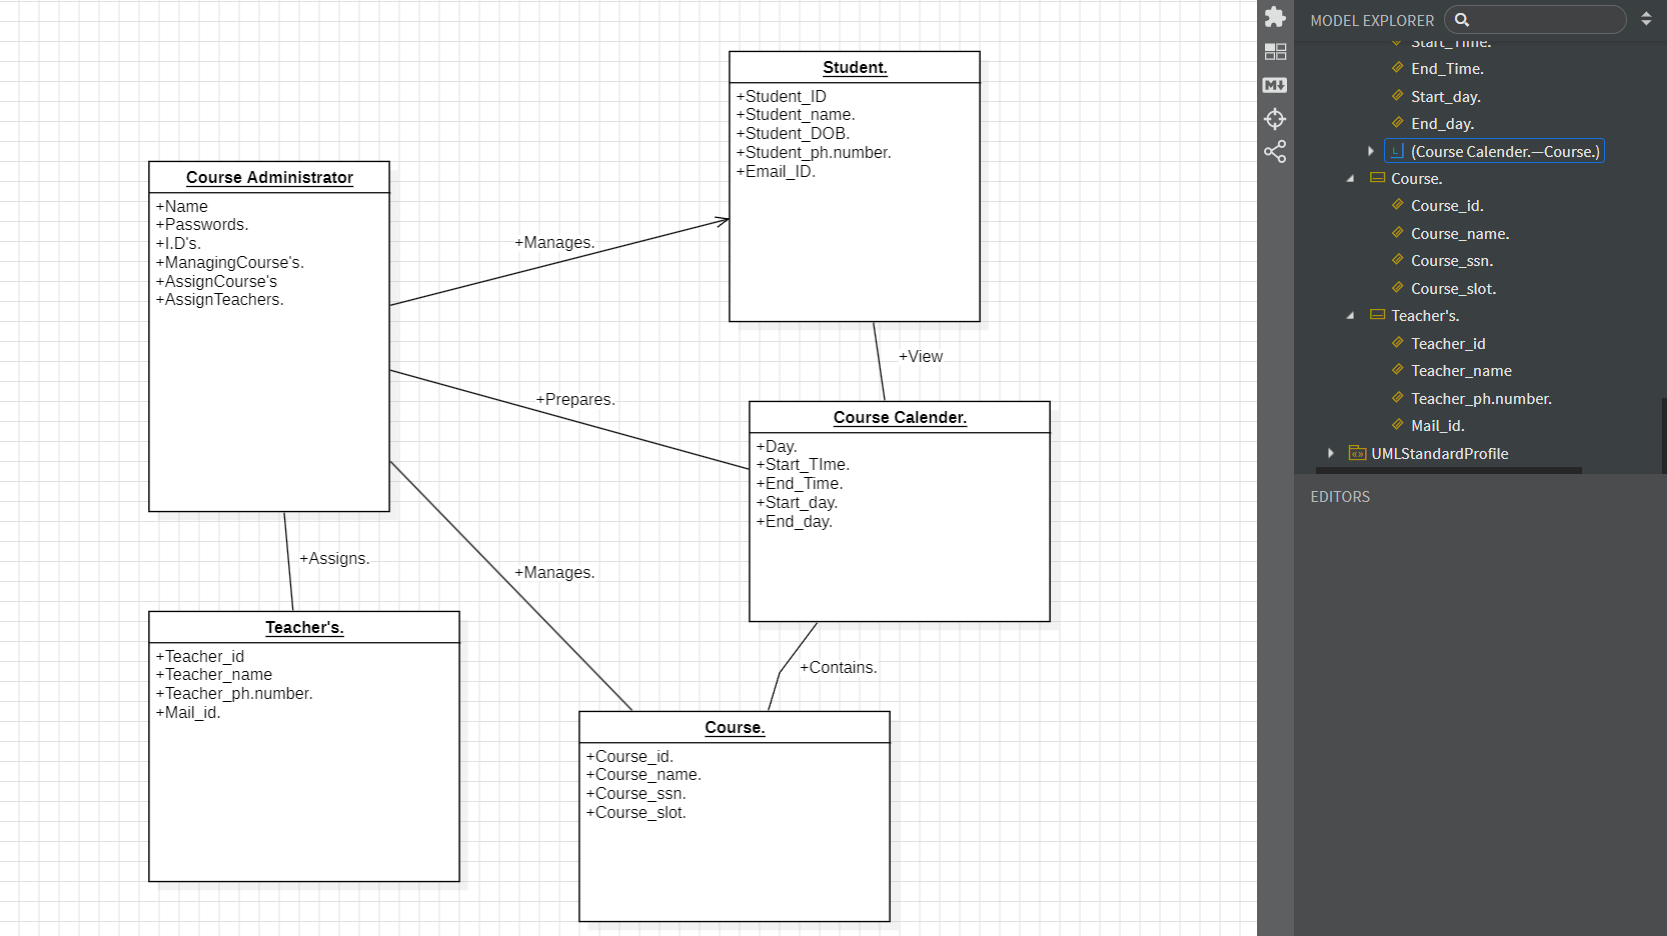 Student.
+Student_ID
+Student_name.
+Student_DOB.
+Student_ph.number.
+Email_ID.
Course Administrator
+Name
+Passwords.
+I.D's.
+ManagingCourse's.
+AssignCourse's
+AssignTeachers.
+Manages.
+View
+Prepares.
Course Calender.
+Day.
+Start_TIme.
+End_Time.
+Start_day.
+End_day.
+Assigns.
+Manages.
+Contains.
Teacher's.
+Teacher_id
+Teacher_name
+Teacher_ph.number.
+Mail_id.
Course.
+Course_id.
+Course_name.
+Course_ssn.
+Course_slot.
M
MODEL EXPLORER
Start_TIme.
End_Time.
Start_day.
End_day.
(Course Calender.—Course.)
Course.
Course_id.
Course_name.
Course_ssn.
Course_slot.
Teacher's.
Teacher_id
Teacher_name
Teacher_ph.number.
Mail_id.
UMLStandardProfile
EDITORS